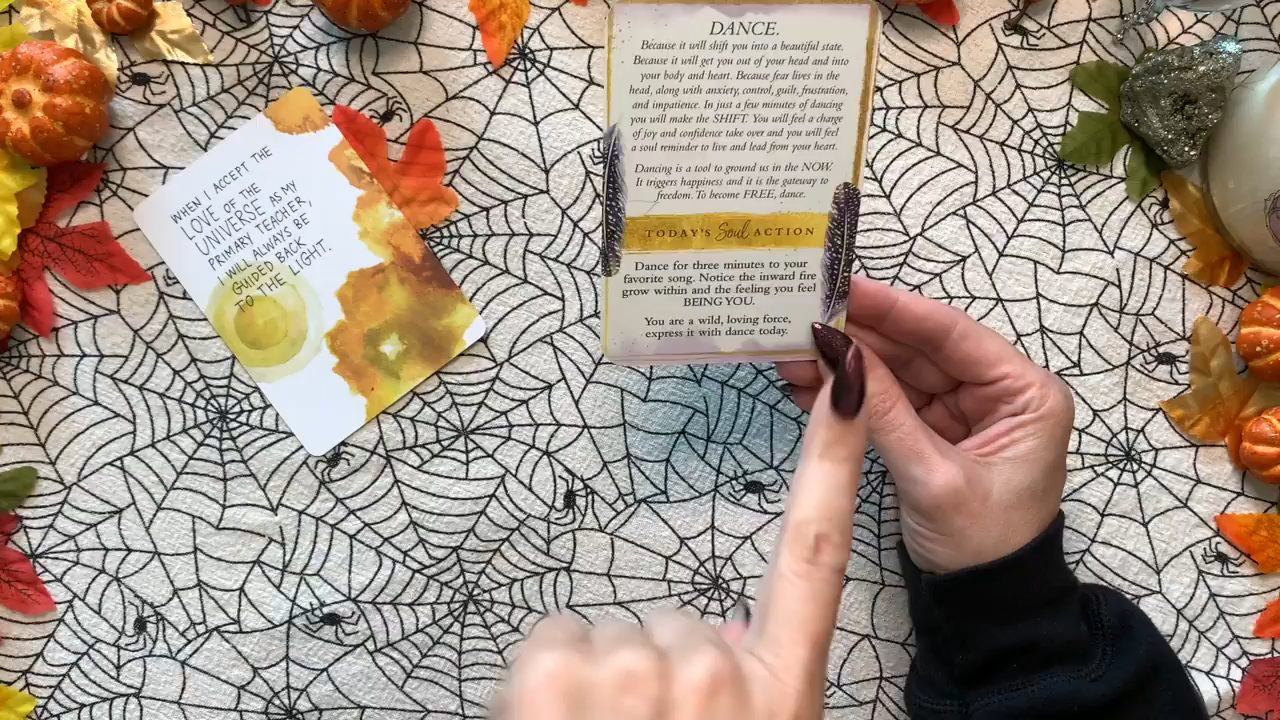 WHEN I ACCEPT THE
LOVE OF THE
UNIVERSE AS MY
PRIMARY TEACHER,
I WILL ALWAYS BE
GUIDED BACK
TO THE LIGHT.
DANCE.
Because it will shift you into a beautiful state.
Because it will get you out of your head and into
your body and heart. Because fear lives in the
head, along with anxiety, control, guilt, frustration,
and impatience. In just a few minutes of dancing
you will make the SHIFT. You will feel a charge
of joy and confidence take over and you will feel
a soul reminder to live and lead from your heart.
Dancing is a tool to ground us in the NOW.
It triggers happiness and it is the gateway to
freedom. To become FREE, dance.
TODAY'S Soul ACTION
Dance for three minutes to your
favorite song. Notice the inward fire
grow within and the feeling you feel
BEING YOU.
You are a wild, loving force,
express it with dance today.